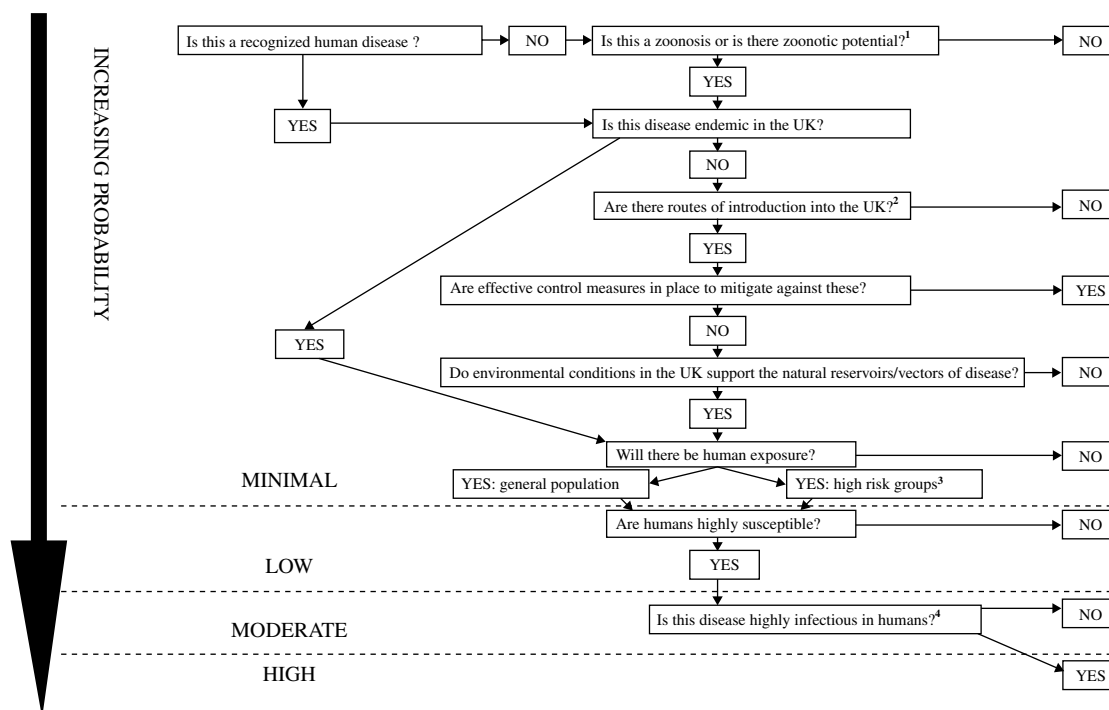 Is this a recognized human disease ?
NO
Is this a zoonosis or is there zoonotic potential?¹
NO
YES
YES
Is this disease endemic in the UK?
NO
Are there routes of introduction into the UK?²
NO
YES
Are effective control measures in place to mitigate against these?
YES
NO
YES
Do environmental conditions in the UK support the natural reservoirs/vectors of disease?
NO
YES
Will there be human exposure?
NO
YES: general population
YES: high risk groups³
Are humans highly susceptible?
NO
YES
Is this disease highly infectious in humans?⁴
NO
YES
INCREASING PROBABILITY
MINIMAL
LOW
MODERATE
HIGH